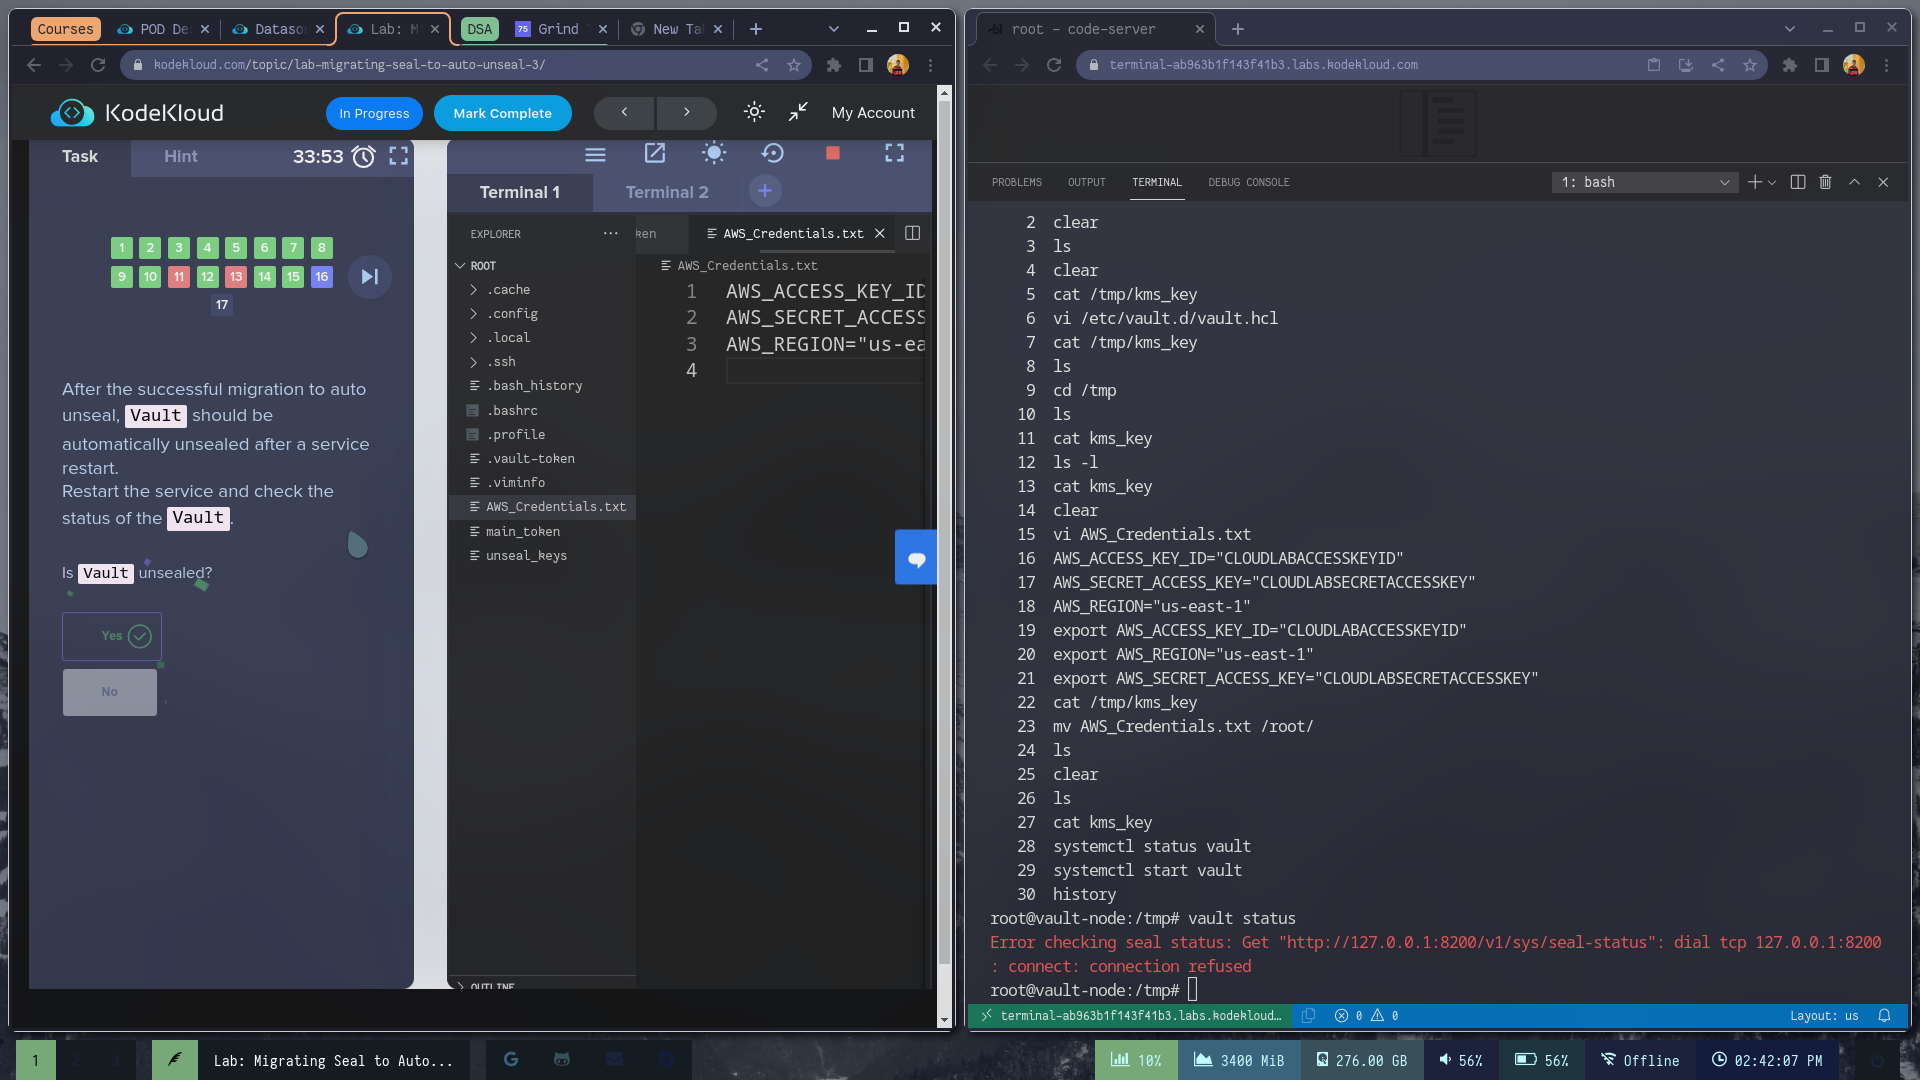 Courses
POD De
Datasou
Lab: M
DSA
75
Grind
New Ta
kodekloud.com/topic/lab-migrating-seal-to-auto-unseal-3/
KodeKloud
In Progress
Mark Complete
My Account
Task
Hint
33:53
1 2 3 4 5 6 7 8
9 10 11 12 13 14 15 16
17
After the successful migration to auto
unseal, Vault should be
automatically unsealed after a service
restart.
Restart the service and check the
status of the Vault.
Is Vault unsealed?
Yes
No
Terminal 1
Terminal 2
EXPLORER
ken
AWS_Credentials.txt
ROOT
AWS_Credentials.txt
.cache
.config
.local
.ssh
.bash_history
.bashrc
.profile
.vault-token
.viminfo
AWS_Credentials.txt
main_token
unseal_keys
OUTLINE
1 AWS_ACCESS_KEY_ID
2 AWS_SECRET_ACCESS
3 AWS_REGION="us-ea
4
root - code-server
terminal-ab963b1f143f41b3.labs.kodekloud.com
PROBLEMS
OUTPUT
TERMINAL
DEBUG CONSOLE
1: bash
2 clear
3 ls
4 clear
5 cat /tmp/kms_key
6 vi /etc/vault.d/vault.hcl
7 cat /tmp/kms_key
8 ls
9 cd /tmp
10 ls
11 cat kms_key
12 ls -l
13 cat kms_key
14 clear
15 vi AWS_Credentials.txt
16 AWS_ACCESS_KEY_ID="CLOUDLABACCESSKEYID"
17 AWS_SECRET_ACCESS_KEY="CLOUDLABSECRETACCESSKEY"
18 AWS_REGION="us-east-1"
19 export AWS_ACCESS_KEY_ID="CLOUDLABACCESSKEYID"
20 export AWS_REGION="us-east-1"
21 export AWS_SECRET_ACCESS_KEY="CLOUDLABSECRETACCESSKEY"
22 cat /tmp/kms_key
23 mv AWS_Credentials.txt /root/
24 ls
25 clear
26 ls
27 cat kms_key
28 systemctl status vault
29 systemctl start vault
30 history
root@vault-node:/tmp# vault status
Error checking seal status: Get "http://127.0.0.1:8200/v1/sys/seal-status": dial tcp 127.0.0.1:8200
: connect: connection refused
root@vault-node:/tmp#
terminal-ab963b1f143f41b3.labs.kodekloud...
0
0
Layout: us
1 2 3
Lab: Migrating Seal to Auto...
10%
3400 MiB
276.00 GB
56%
56%
Offline
02:42:07 PM